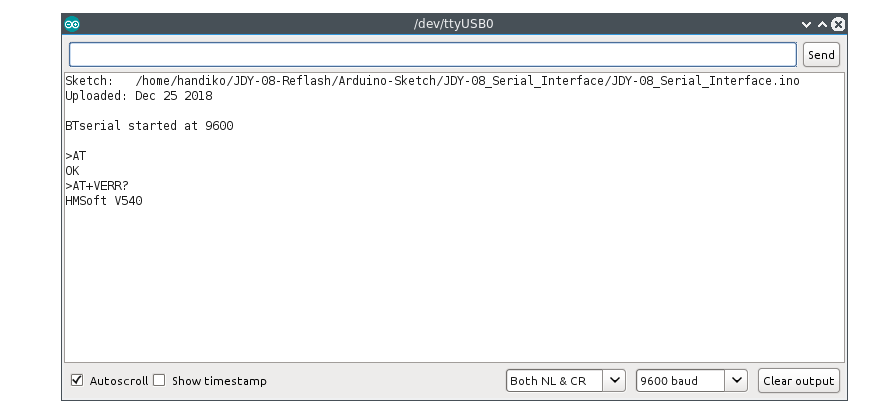 /dev/ttyUSB0
Send
Sketch:   /home/handiko/JDY-08-Reflash/Arduino-Sketch/JDY-08_Serial_Interface/JDY-08_Serial_Interface.ino
Uploaded: Dec 25 2018
BTserial started at 9600
>AT
OK
>AT+VERR?
HMSoft V540
Autoscroll Show timestamp Both NL & CR 9600 baud Clear output